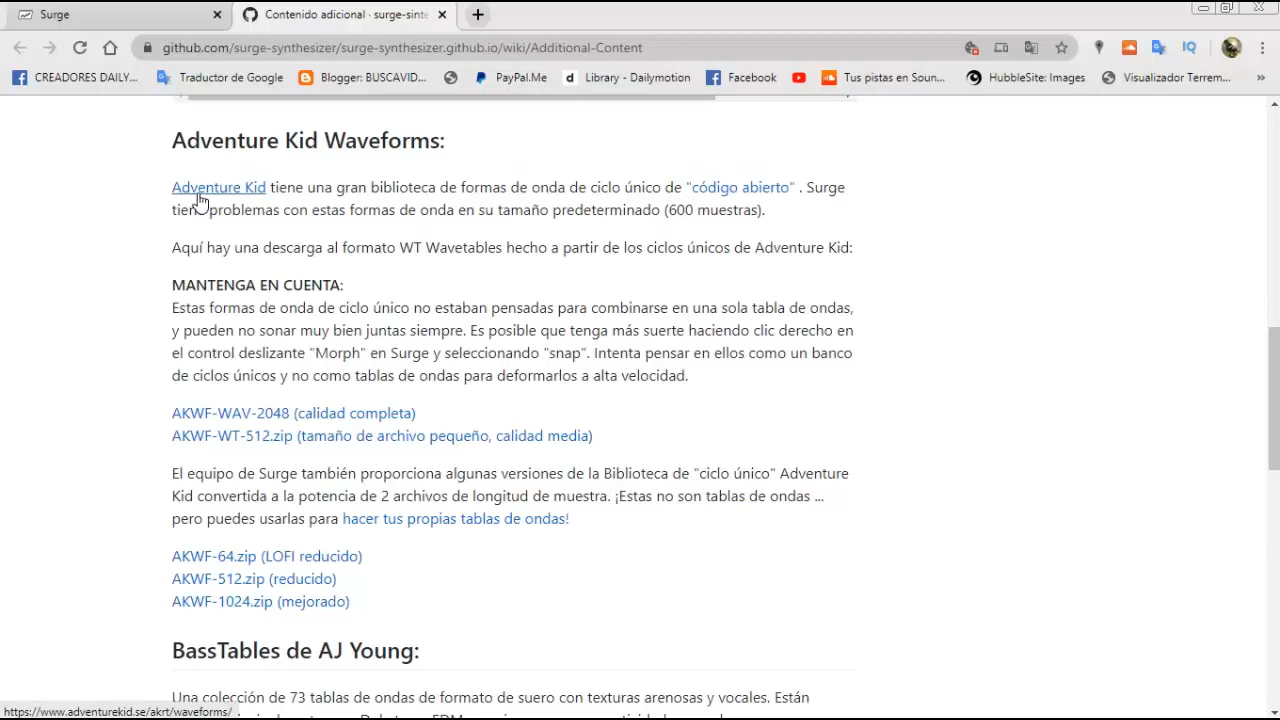 Surge
Contenido adicional · surge-sinte
github.com/surge-synthesizer/surge-synthesizer.github.io/wiki/Additional-Content
IQ
CREADORES DAILY...
Traductor de Google
Blogger: BUSCAVID...
PayPal.Me
d Library - Dailymotion
Facebook
Tus pistas en Soun...
HubbleSite: Images
Visualizador Terrem...
»
Adventure Kid Waveforms:
Adventure Kid tiene una gran biblioteca de formas de onda de ciclo único de "código abierto" . Surge
tiene problemas con estas formas de onda en su tamaño predeterminado (600 muestras).
Aquí hay una descarga al formato WT Wavetables hecho a partir de los ciclos únicos de Adventure Kid:
MANTENGA EN CUENTA:
Estas formas de onda de ciclo único no estaban pensadas para combinarse en una sola tabla de ondas,
y pueden no sonar muy bien juntas siempre. Es posible que tenga más suerte haciendo clic derecho en
el control deslizante "Morph" en Surge y seleccionando "snap". Intenta pensar en ellos como un banco
de ciclos únicos y no como tablas de ondas para deformarlos a alta velocidad.
AKWF-WAV-2048 (calidad completa)
AKWF-WT-512.zip (tamaño de archivo pequeño, calidad media)
El equipo de Surge también proporciona algunas versiones de la Biblioteca de "ciclo único" Adventure
Kid convertida a la potencia de 2 archivos de longitud de muestra. ¡Estas no son tablas de ondas ...
pero puedes usarlas para hacer tus propias tablas de ondas!
AKWF-64.zip (LOFI reducido)
AKWF-512.zip (reducido)
AKWF-1024.zip (mejorado)
BassTables de AJ Young:
Una colección de 73 tablas de ondas de formato de suero con texturas arenosas y vocales. Están
https://www.adventurekid.se/akrt/waveforms/